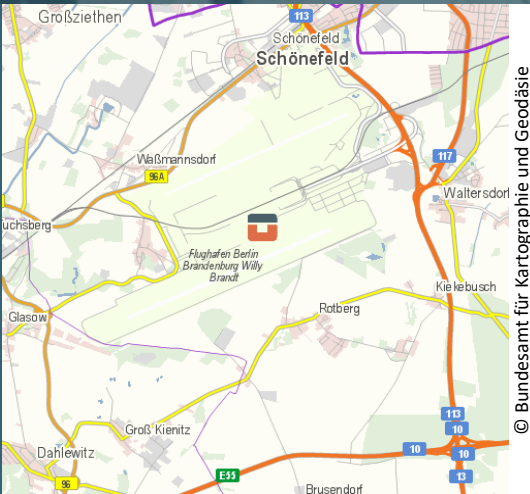 Großziethen
113
Schönefeld
Schönefeld
Waßmannsdorf
96A
117
Waltersdorf
uchsberg
Flughafen Berlin
Brandenburg Willy
Brandt
Kiekebusch
Rotberg
Glasow
113
Groß Kienitz
10
10
10
Dahlewitz
E55
13
96
Brusendorf
© Bundesamt für Kartographie und Geodäsie